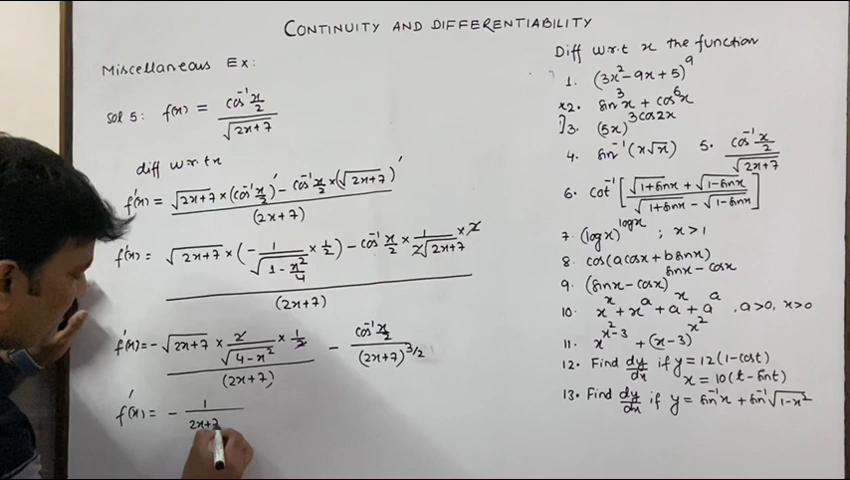 CONTINUITY AND DIFFERENTIABILITY
Miscellaneous Ex:
Sol 5: f(x) = cos⁻¹ x/2 / √(2x+7)
diff w.r.t x
f'(x) = √(2x+7) × (cos⁻¹ x/2)' − cos⁻¹ x/2 × (√(2x+7))' / (2x+7)
f'(x) = √(2x+7) × (− 1/√(1 − x²/4) × 1/2) − cos⁻¹ x/2 × 1/(2√(2x+7)) × 2 / (2x+7)
f'(x) = − √(2x+7) × 2/√(4−x²) × 1/2 / (2x+7) − cos⁻¹ x/2 / (2x+7)^3/2
f'(x) = − 1 / 2x+7
Diff w.r.t x the function
1. (3x² − 9x + 5)⁹
x2. sin³x + cos⁶x
3. (5x)^3cos2x
4. sin⁻¹(x√x) 5. cos⁻¹ x/2 / √(2x+7)
6. cot⁻¹ [√(1+sinx) + √(1−sinx) / √(1+sinx) − √(1−sinx)]
7. (logx)^logx ; x > 1
8. cos(a cosx + b sinx)
9. (sinx − cosx)^sinx − cosx
10. x^x + x^a + a^x + a^a , a>0, x>0
11. x^x²−3 + (x−3)^x²
12. Find dy/dx if y = 12(1−cost)
x = 10(t − sint)
13. Find dy/dx if y = sin⁻¹x + sin⁻¹√(1−x²)